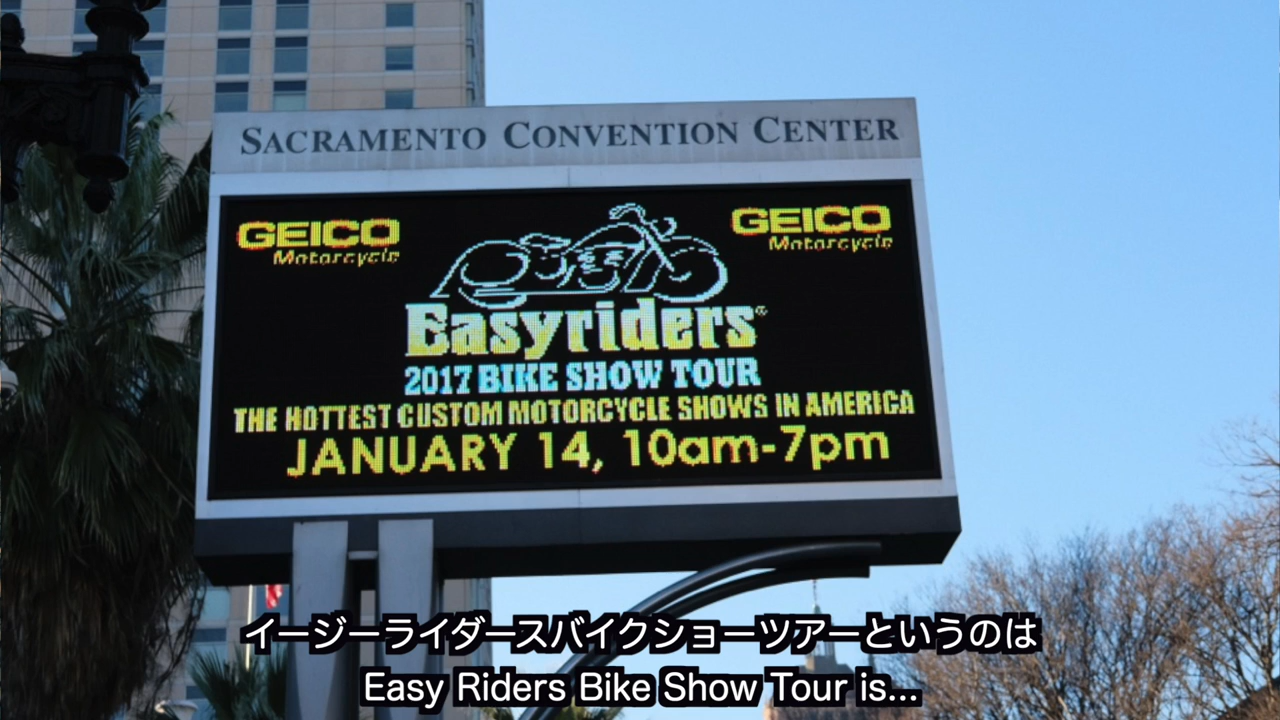 SACRAMENTO CONVENTION CENTER
GEICO
Motorcycle
GEICO
Motorcycle
Easyriders®
2017 BIKE SHOW TOUR
THE HOTTEST CUSTOM MOTORCYCLE SHOWS IN AMERICA
JANUARY 14, 10am-7pm
イージーライダースバイクショーツアーというのは
Easy Riders Bike Show Tour is...